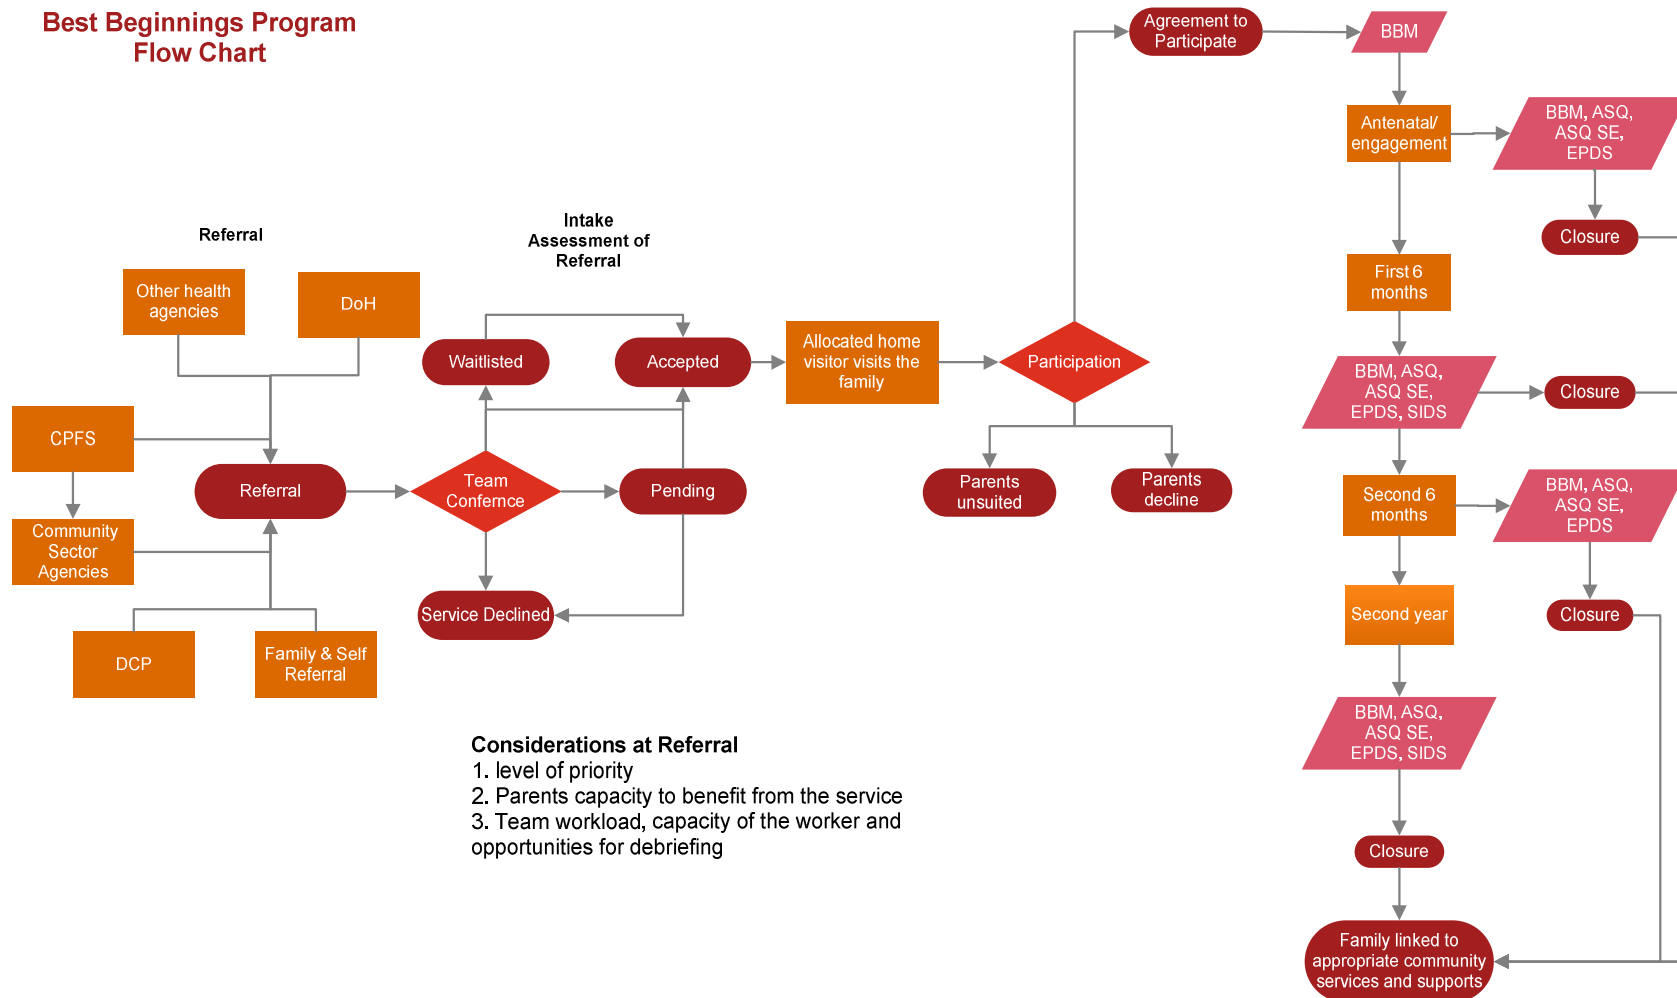 Best Beginnings Program
Flow Chart
Agreement to
Participate
BBM
Antenatal/
engagement
BBM, ASQ,
ASQ SE,
EPDS
Closure
Referral
Intake
Assessment of
Referral
Other health
agencies
DoH
First 6
months
Waitlisted
Accepted
Allocated home
visitor visits the
family
Participation
BBM, ASQ,
ASQ SE,
EPDS, SIDS
Closure
CPFS
Referral
Team
Confernce
Pending
Parents
unsuited
Parents
decline
Second 6
months
BBM, ASQ,
ASQ SE,
EPDS
Community
Sector
Agencies
Service Declined
Second year
Closure
DCP
Family & Self
Referral
BBM, ASQ,
ASQ SE,
EPDS, SIDS
Considerations at Referral
1. level of priority
2. Parents capacity to benefit from the service
3. Team workload, capacity of the worker and
opportunities for debriefing
Closure
Family linked to
appropriate community
services and supports